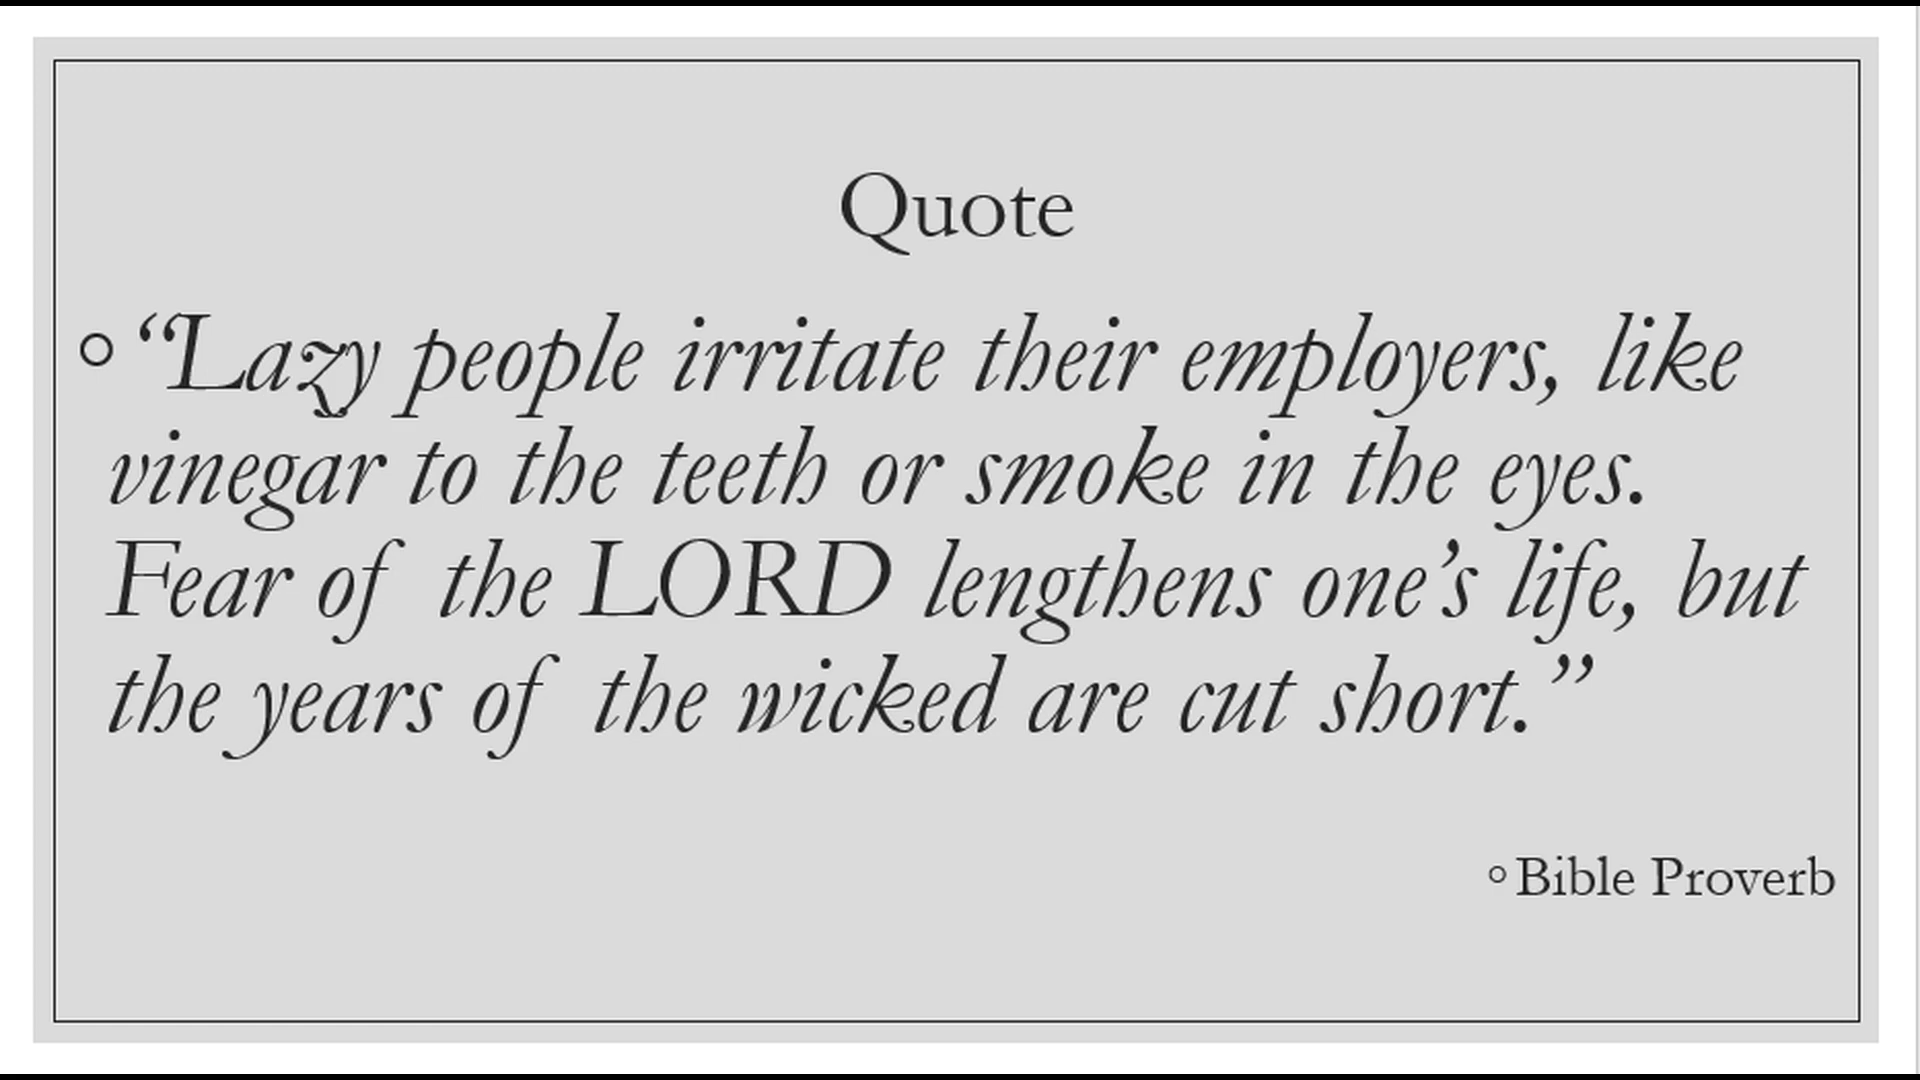 Quote
◦“Lazy people irritate their employers, like
vinegar to the teeth or smoke in the eyes.
Fear of the LORD lengthens one’s life, but
the years of the wicked are cut short.”
◦Bible Proverb